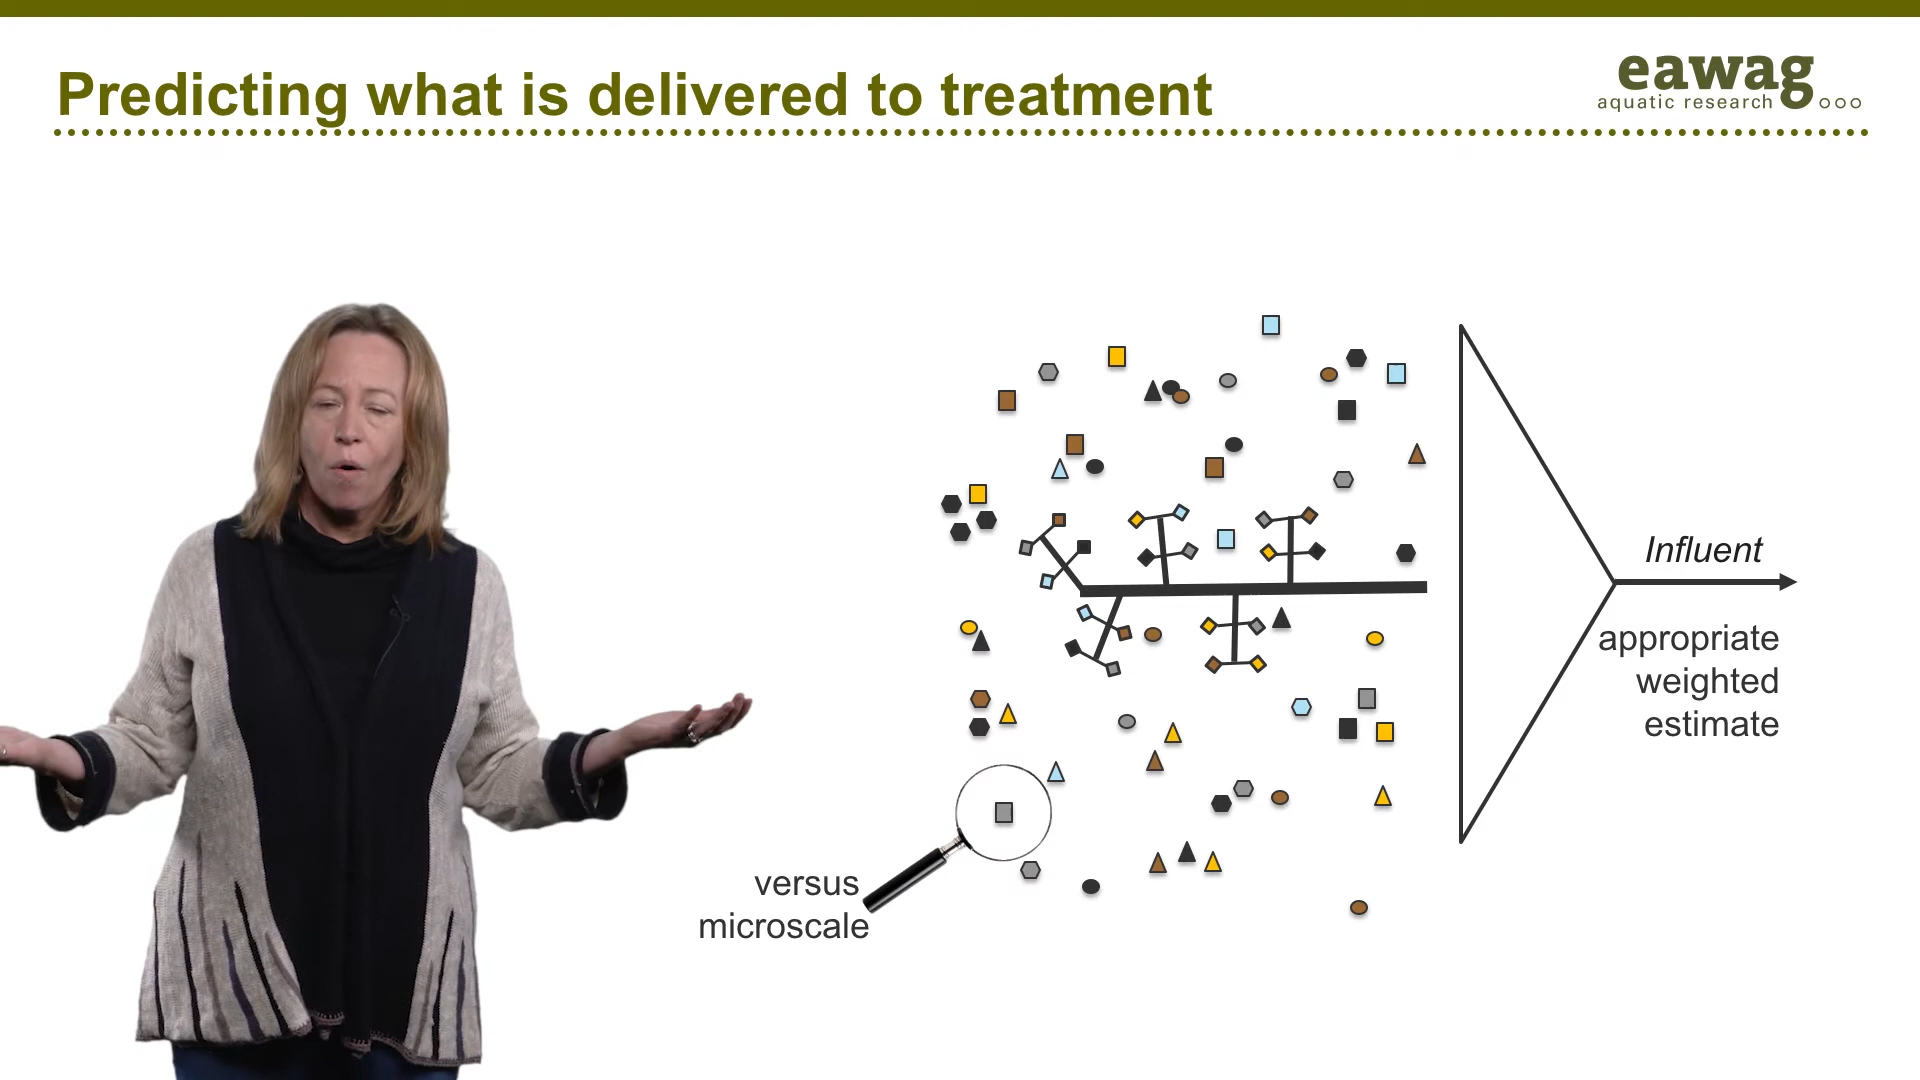 Predicting what is delivered to treatment
eawag
aquatic research
Influent
appropriate
weighted
estimate
versus
microscale